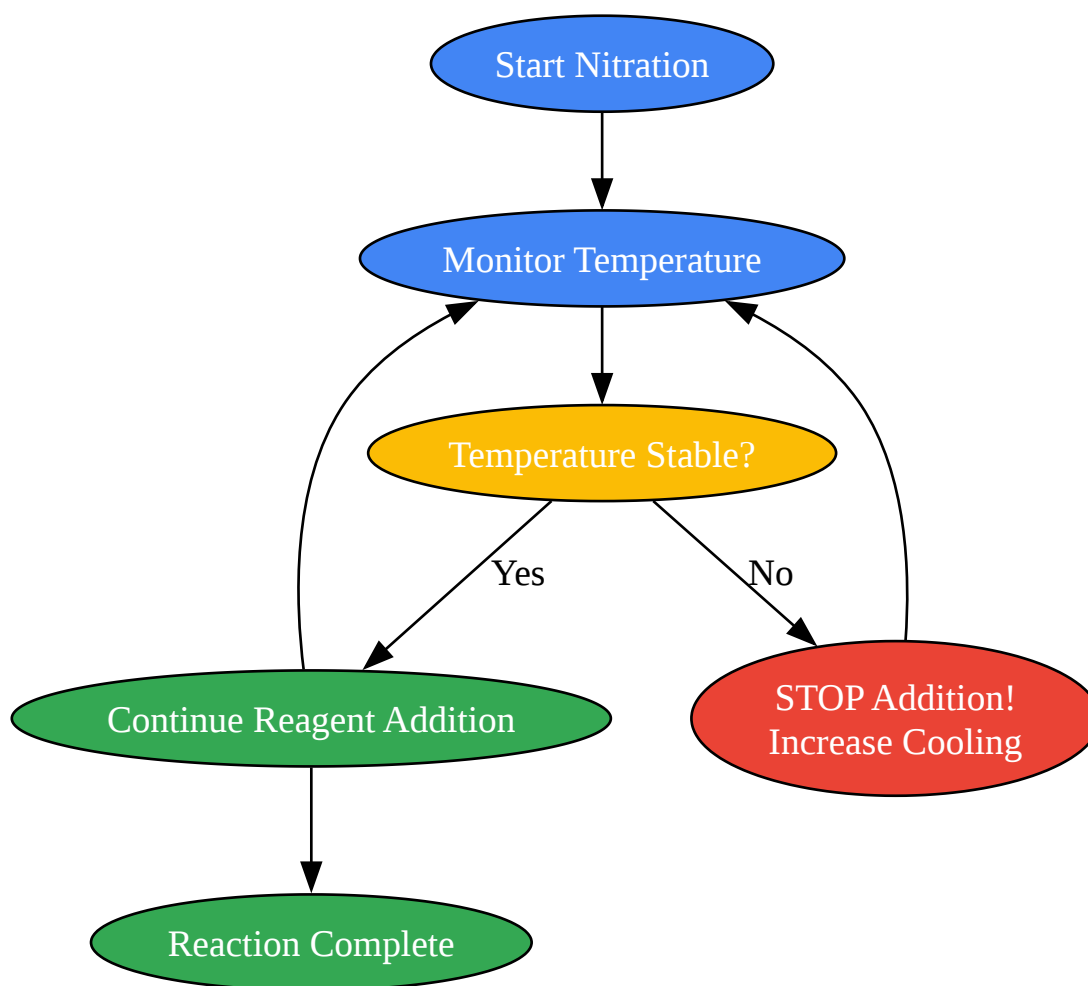 Start Nitration
Monitor Temperature
Temperature Stable?
Yes
No
Continue Reagent Addition
STOP Addition!
Increase Cooling
Reaction Complete